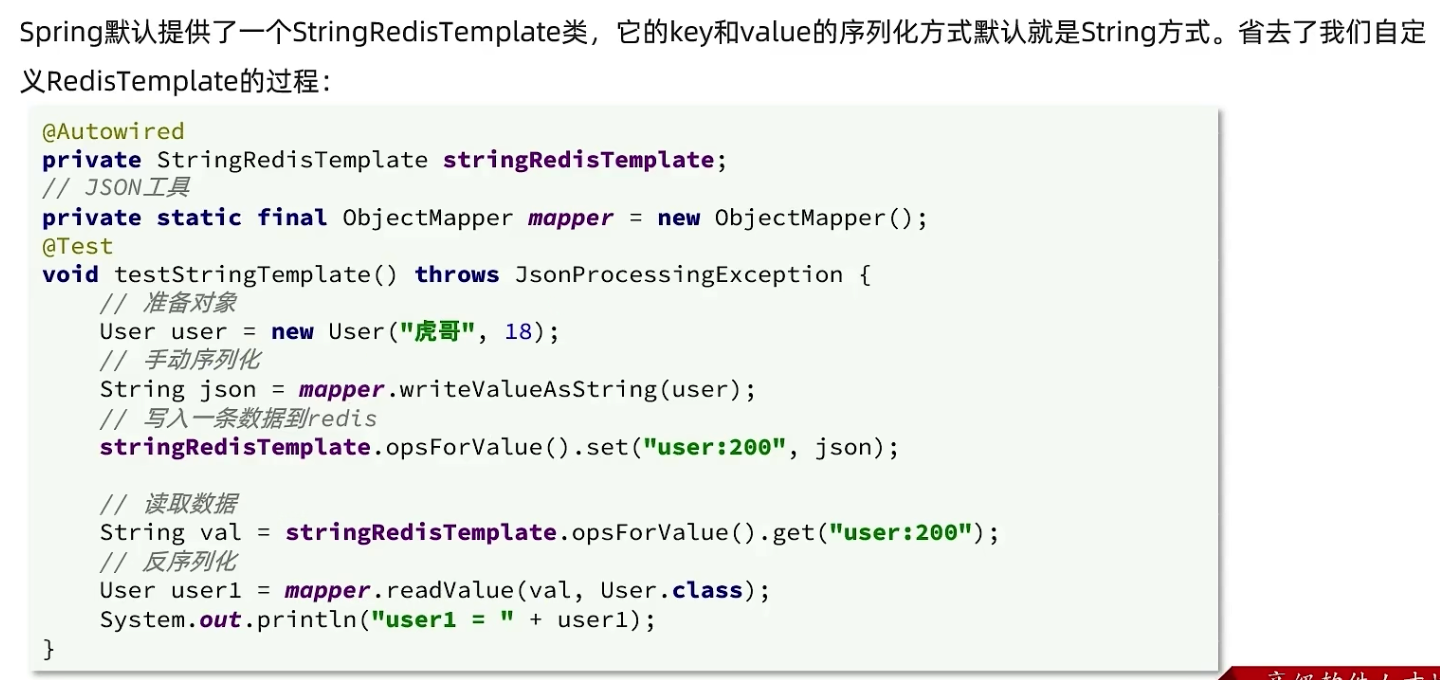 Spring默认提供了一个StringRedisTemplate类，它的key和value的序列化方式默认就是String方式。省去了我们自定
义RedisTemplate的过程：
@Autowired
private StringRedisTemplate stringRedisTemplate;
// JSON工具
private static final ObjectMapper mapper = new ObjectMapper();
@Test
void testStringTemplate() throws JsonProcessingException {
    // 准备对象
    User user = new User("虎哥", 18);
    // 手动序列化
    String json = mapper.writeValueAsString(user);
    // 写入一条数据到redis
    stringRedisTemplate.opsForValue().set("user:200", json);
    // 读取数据
    String val = stringRedisTemplate.opsForValue().get("user:200");
    // 反序列化
    User user1 = mapper.readValue(val, User.class);
    System.out.println("user1 = " + user1);
}